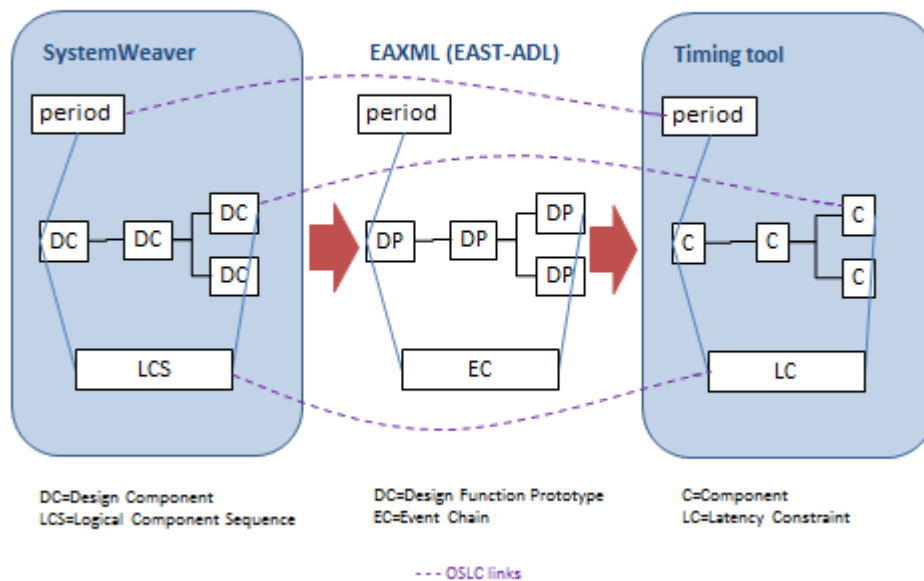 SystemWeaver
EAXML (EAST-ADL)
Timing tool
period
period
period
DC
DC
DC
DC
DP
DP
DP
DP
C
C
C
C
LCS
EC
LC
DC=Design Component
LCS=Logical Component Sequence
DC=Design Function Prototype
EC=Event Chain
C=Component
LC=Latency Constraint
--- OSLC links